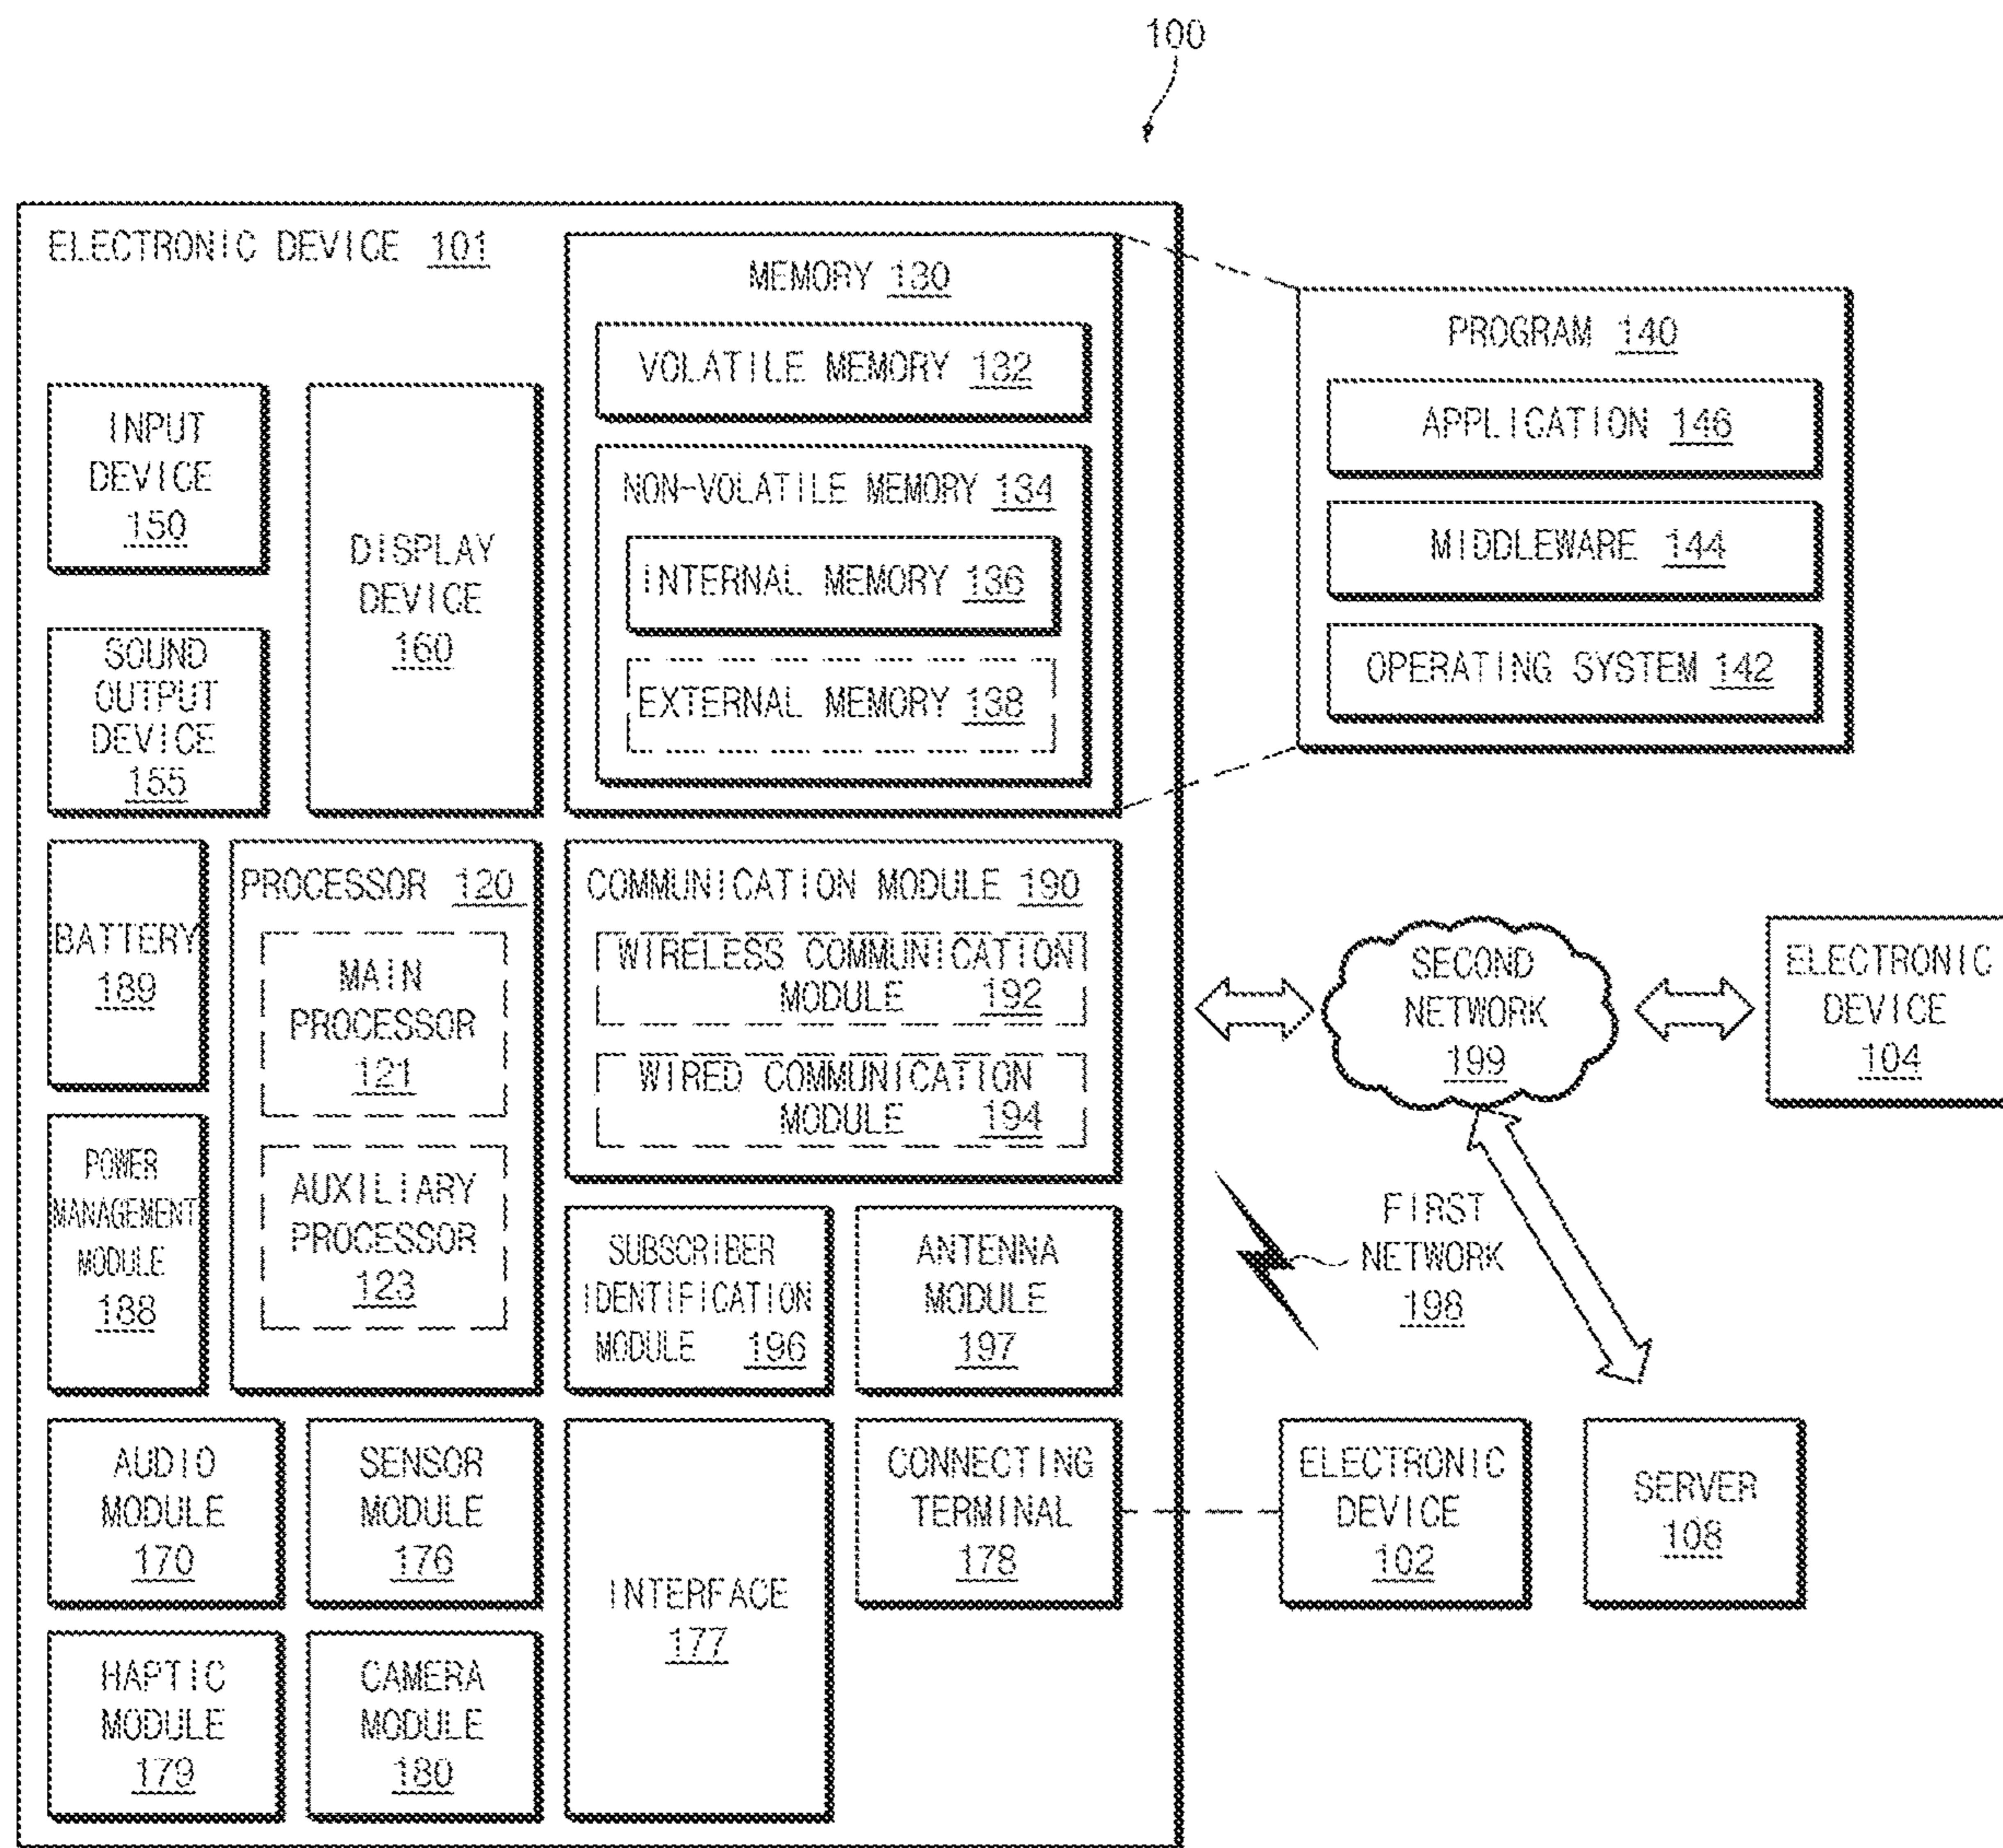 100
ELECTRONIC DEVICE 101
MEMORY 130
VOLATILE MEMORY 132
NON-VOLATILE MEMORY 134
INTERNAL MEMORY 136
EXTERNAL MEMORY 138
PROGRAM 140
APPLICATION 146
MIDDLEWARE 144
OPERATING SYSTEM 142
INPUT
DEVICE
150
SOUND
OUTPUT
DEVICE
155
DISPLAY
DEVICE
160
BATTERY
189
POWER
MANAGEMENT
MODULE
188
PROCESSOR 120
MAIN
PROCESSOR
121
AUXILIARY
PROCESSOR
123
COMMUNICATION MODULE 190
WIRELESS COMMUNICATION
MODULE 192
WIRED COMMUNICATION
MODULE 194
SUBSCRIBER
IDENTIFICATION
MODULE 196
ANTENNA
MODULE
197
SECOND
NETWORK
199
ELECTRONIC
DEVICE
104
FIRST
NETWORK
198
AUDIO
MODULE
170
SENSOR
MODULE
176
INTERFACE
177
CONNECTING
TERMINAL
178
ELECTRONIC
DEVICE
102
SERVER
108
HAPTIC
MODULE
179
CAMERA
MODULE
180